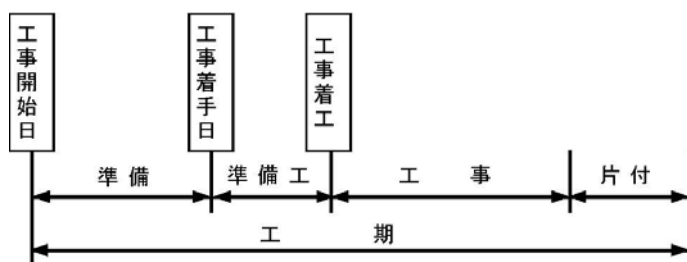 工事開始日
工事着手日
工事着工
準備
準備工
工事
片付
工期